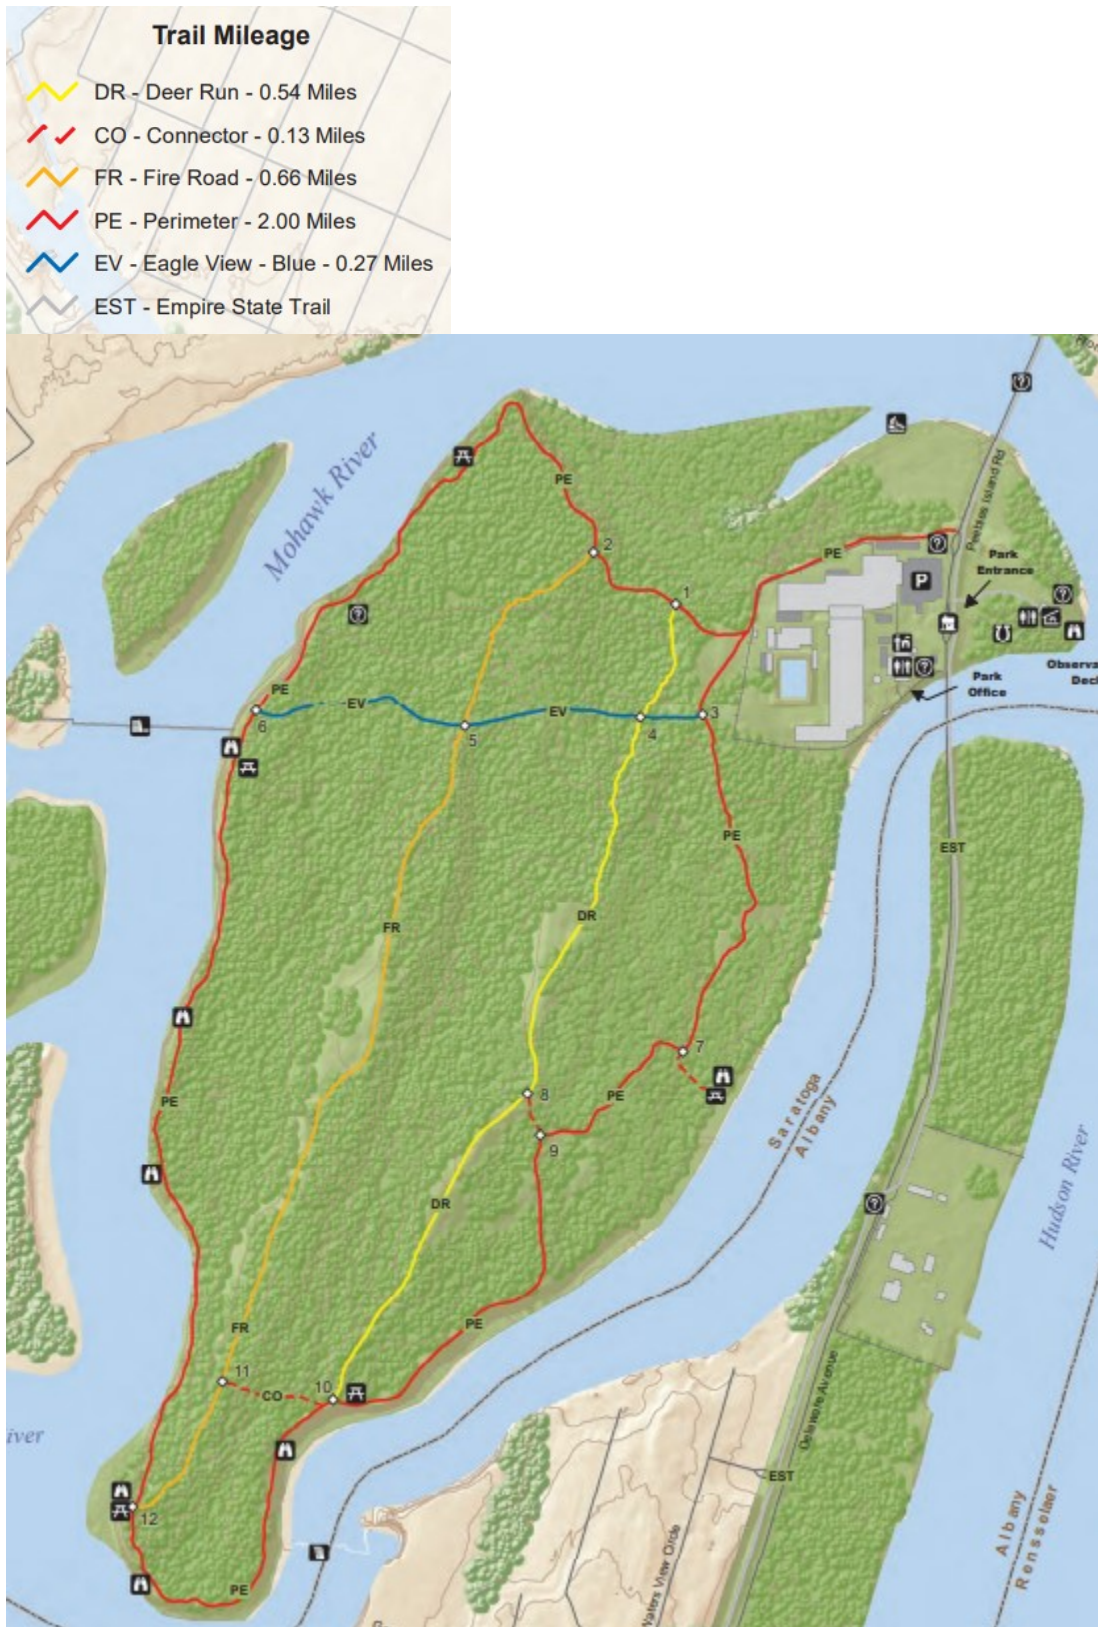 Trail Mileage
DR - Deer Run - 0.54 Miles
CO - Connector - 0.13 Miles
FR - Fire Road - 0.66 Miles
PE - Perimeter - 2.00 Miles
EV - Eagle View - Blue - 0.27 Miles
EST - Empire State Trail
Mohawk River
PE
2
Peebles Island Rd
PE
Park
Entrance
P
1
PE
EV
EV
3
6
5
4
Park
Office
Observa
Deck
PE
EST
DR
FR
7
PE
8
PE
9
Saratoga
Albany
Hudson River
DR
PE
FR
11
CO
10
iver
Delaware Avenue
EST
12
PE
Waters View Circle
Albany
Rensselaer